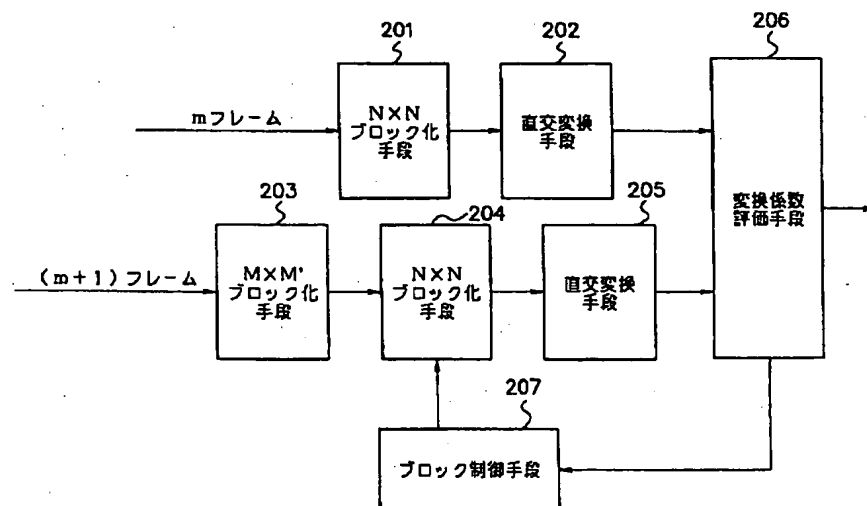 201
202
206
mフレーム
N×N
ブロック化
手段
直交変換
手段
変換係数
評価手段
203
204
205
(m+1)フレーム
M×M'
ブロック化
手段
N×N
ブロック化
手段
直交変換
手段
207
ブロック制御手段